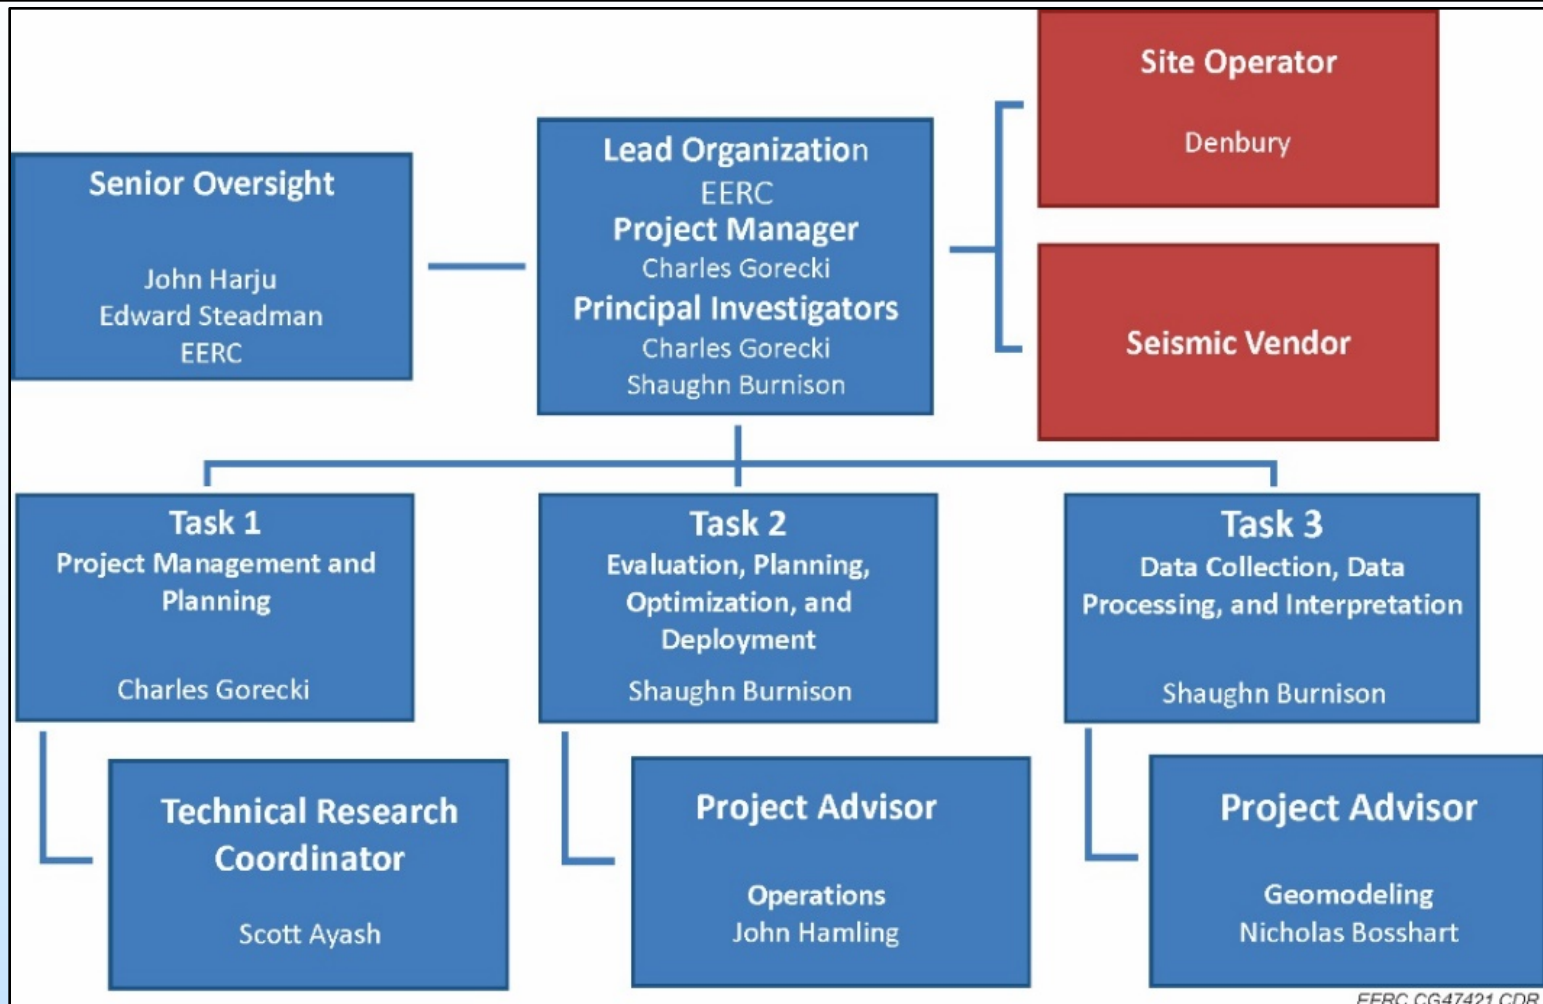 Site Operator
Denbury
Senior Oversight
John Harju
Edward Steadman
EERC
Lead Organization
EERC
Project Manager
Charles Gorecki
Principal Investigators
Charles Gorecki
Shaughn Burnison
Seismic Vendor
Task 1
Project Management and
Planning
Charles Gorecki
Task 2
Evaluation, Planning,
Optimization, and
Deployment
Shaughn Burnison
Task 3
Data Collection, Data
Processing, and Interpretation
Shaughn Burnison
Technical Research
Coordinator
Scott Ayash
Project Advisor
Operations
John Hamling
Project Advisor
Geomodeling
Nicholas Bosshart
EERC CG47421.CDR